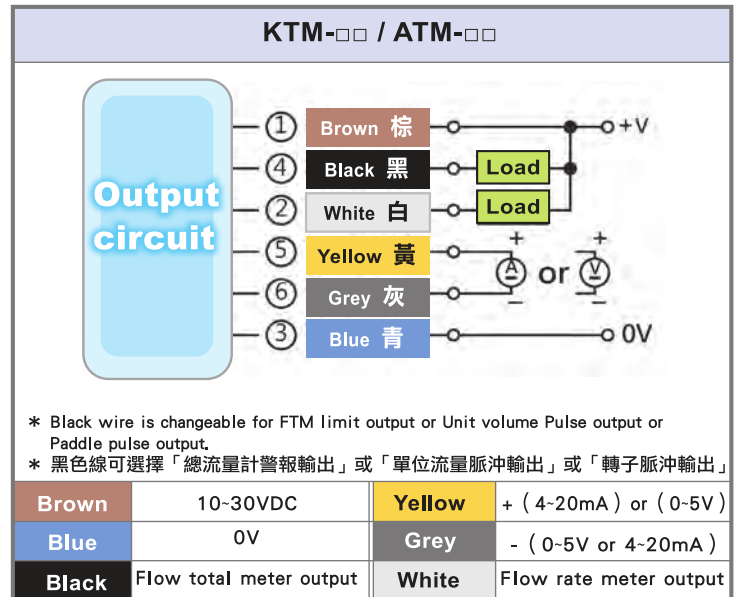 KTM-□□ / ATM-□□
Output
circuit
① Brown 棕 +V
④ Black 黑 Load
② White 白 Load
⑤ Yellow 黃 + +
A or V
⑥ Grey 灰 − −
③ Blue 青 0V
* Black wire is changeable for FTM limit output or Unit volume Pulse output or
Paddle pulse output.
* 黑色線可選擇「總流量計警報輸出」或「單位流量脈沖輸出」或「轉子脈沖輸出」
Brown 10~30VDC Yellow + ( 4~20mA ) or ( 0~5V )
Blue 0V Grey - ( 0~5V or 4~20mA )
Black Flow total meter output White Flow rate meter output